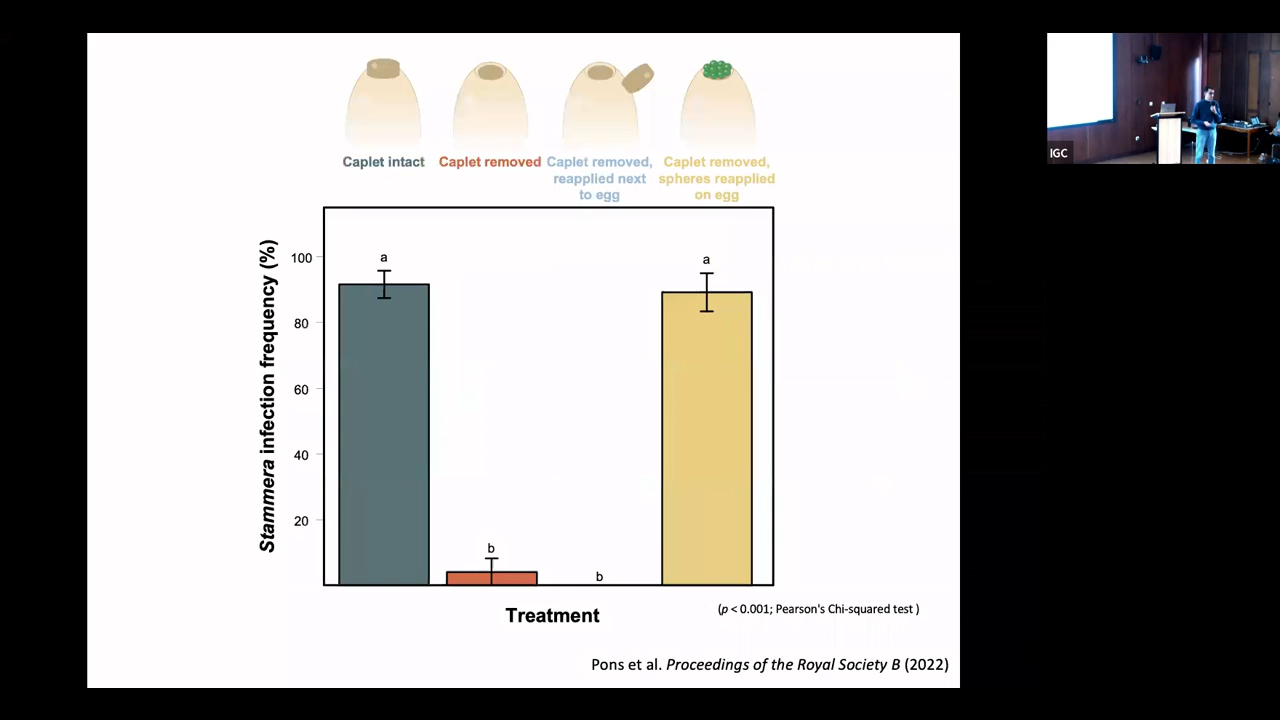 Caplet intact
Caplet removed
Caplet removed,
reapplied next
to egg
Caplet removed,
spheres reapplied
on egg
Stammera infection frequency (%)
100
80
60
40
20
a
b
b
a
Treatment
(p < 0.001; Pearson's Chi-squared test )
Pons et al. Proceedings of the Royal Society B (2022)
IGC